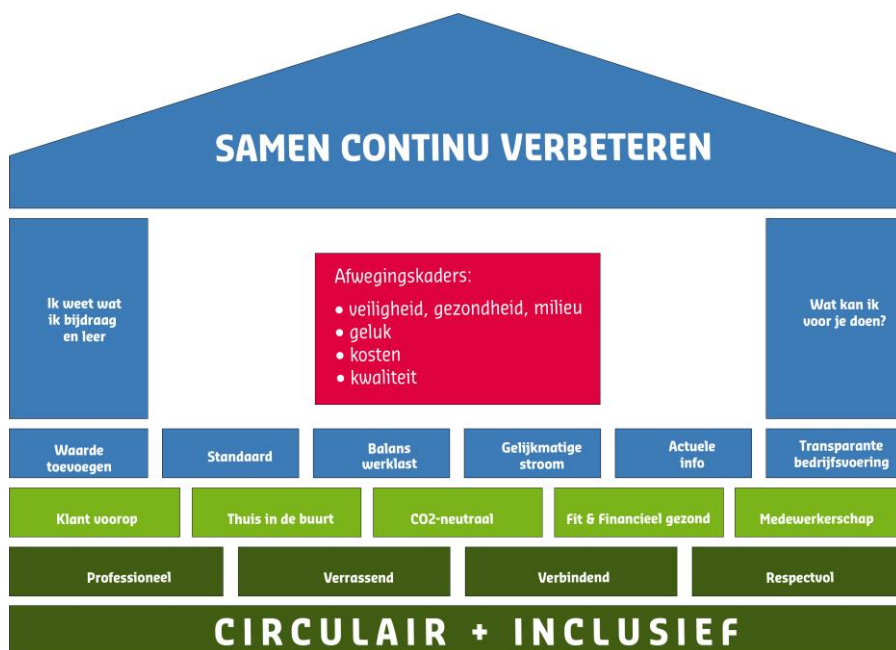 SAMEN CONTINU VERBETEREN
Ik weet wat
ik bijdraag
en leer
Afwegingskaders:
• veiligheid, gezondheid, milieu
• geluk
• kosten
• kwaliteit
Wat kan ik
voor je doen?
Waarde
toevoegen
Standaard
Balans
werklast
Gelijkmatige
stroom
Actuele
info
Transparante
bedrijfsvoering
Klant voorop
Thuis in de buurt
CO2-neutraal
Fit & Financieel gezond
Medewerkerschap
Professioneel
Verrassend
Verbindend
Respectvol
CIRCULAIR + INCLUSIEF